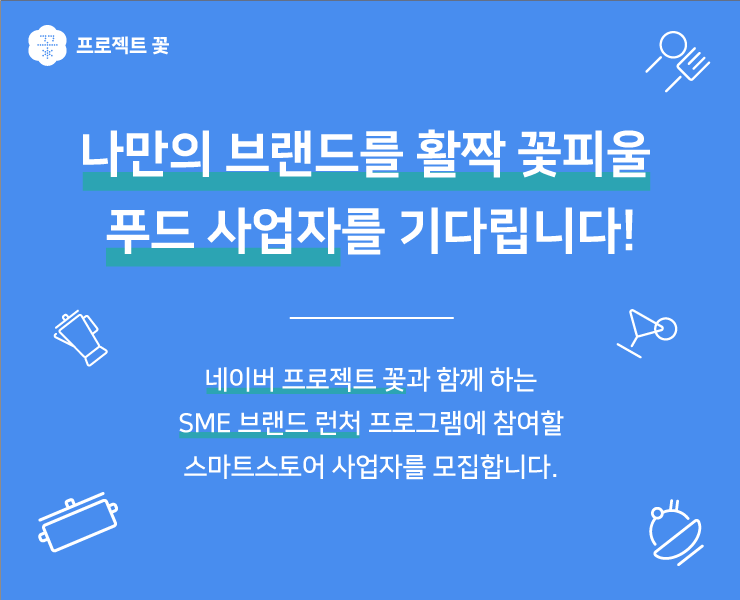 프로젝트 꽃
나만의 브랜드를 활짝 꽃피울
푸드 사업자를 기다립니다!
네이버 프로젝트 꽃과 함께 하는
SME 브랜드 런처 프로그램에 참여할
스마트스토어 사업자를 모집합니다.